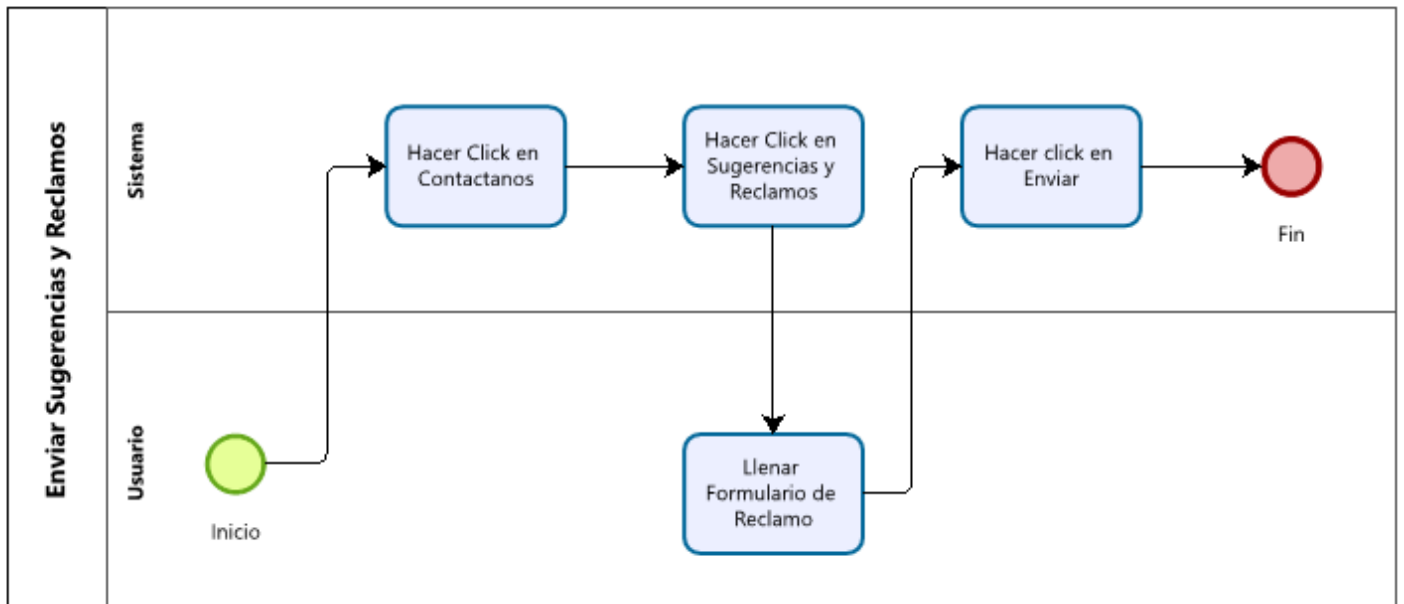 Enviar Sugerencias y Reclamos
Sistema
Hacer Click en
Contactanos
Hacer Click en
Sugerencias y
Reclamos
Hacer click en
Enviar
Fin
Usuario
Inicio
Llenar
Formulario de
Reclamo